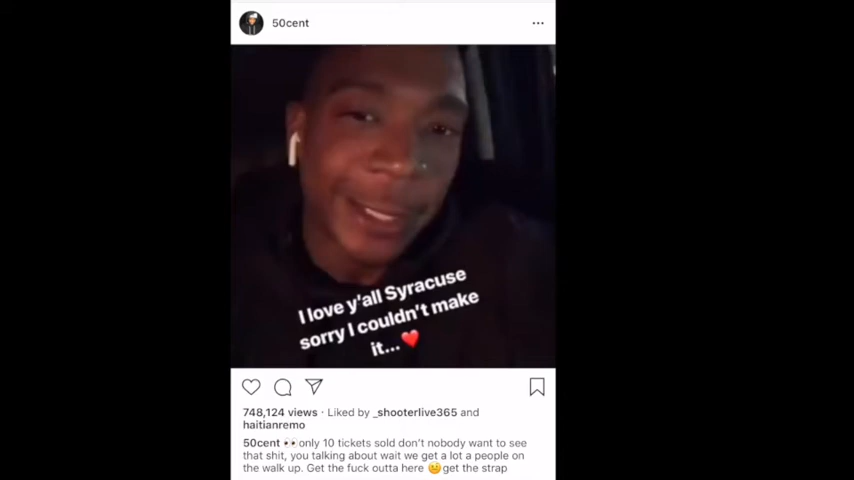 50cent
I love y'all Syracuse
sorry I couldn't make
it...❤️
748,124 views · Liked by _shooterlive365 and
haitianremo
50cent 👀only 10 tickets sold don't nobody want to see
that shit, you talking about wait we get a lot a people on
the walk up. Get the fuck outta here 😆get the strap